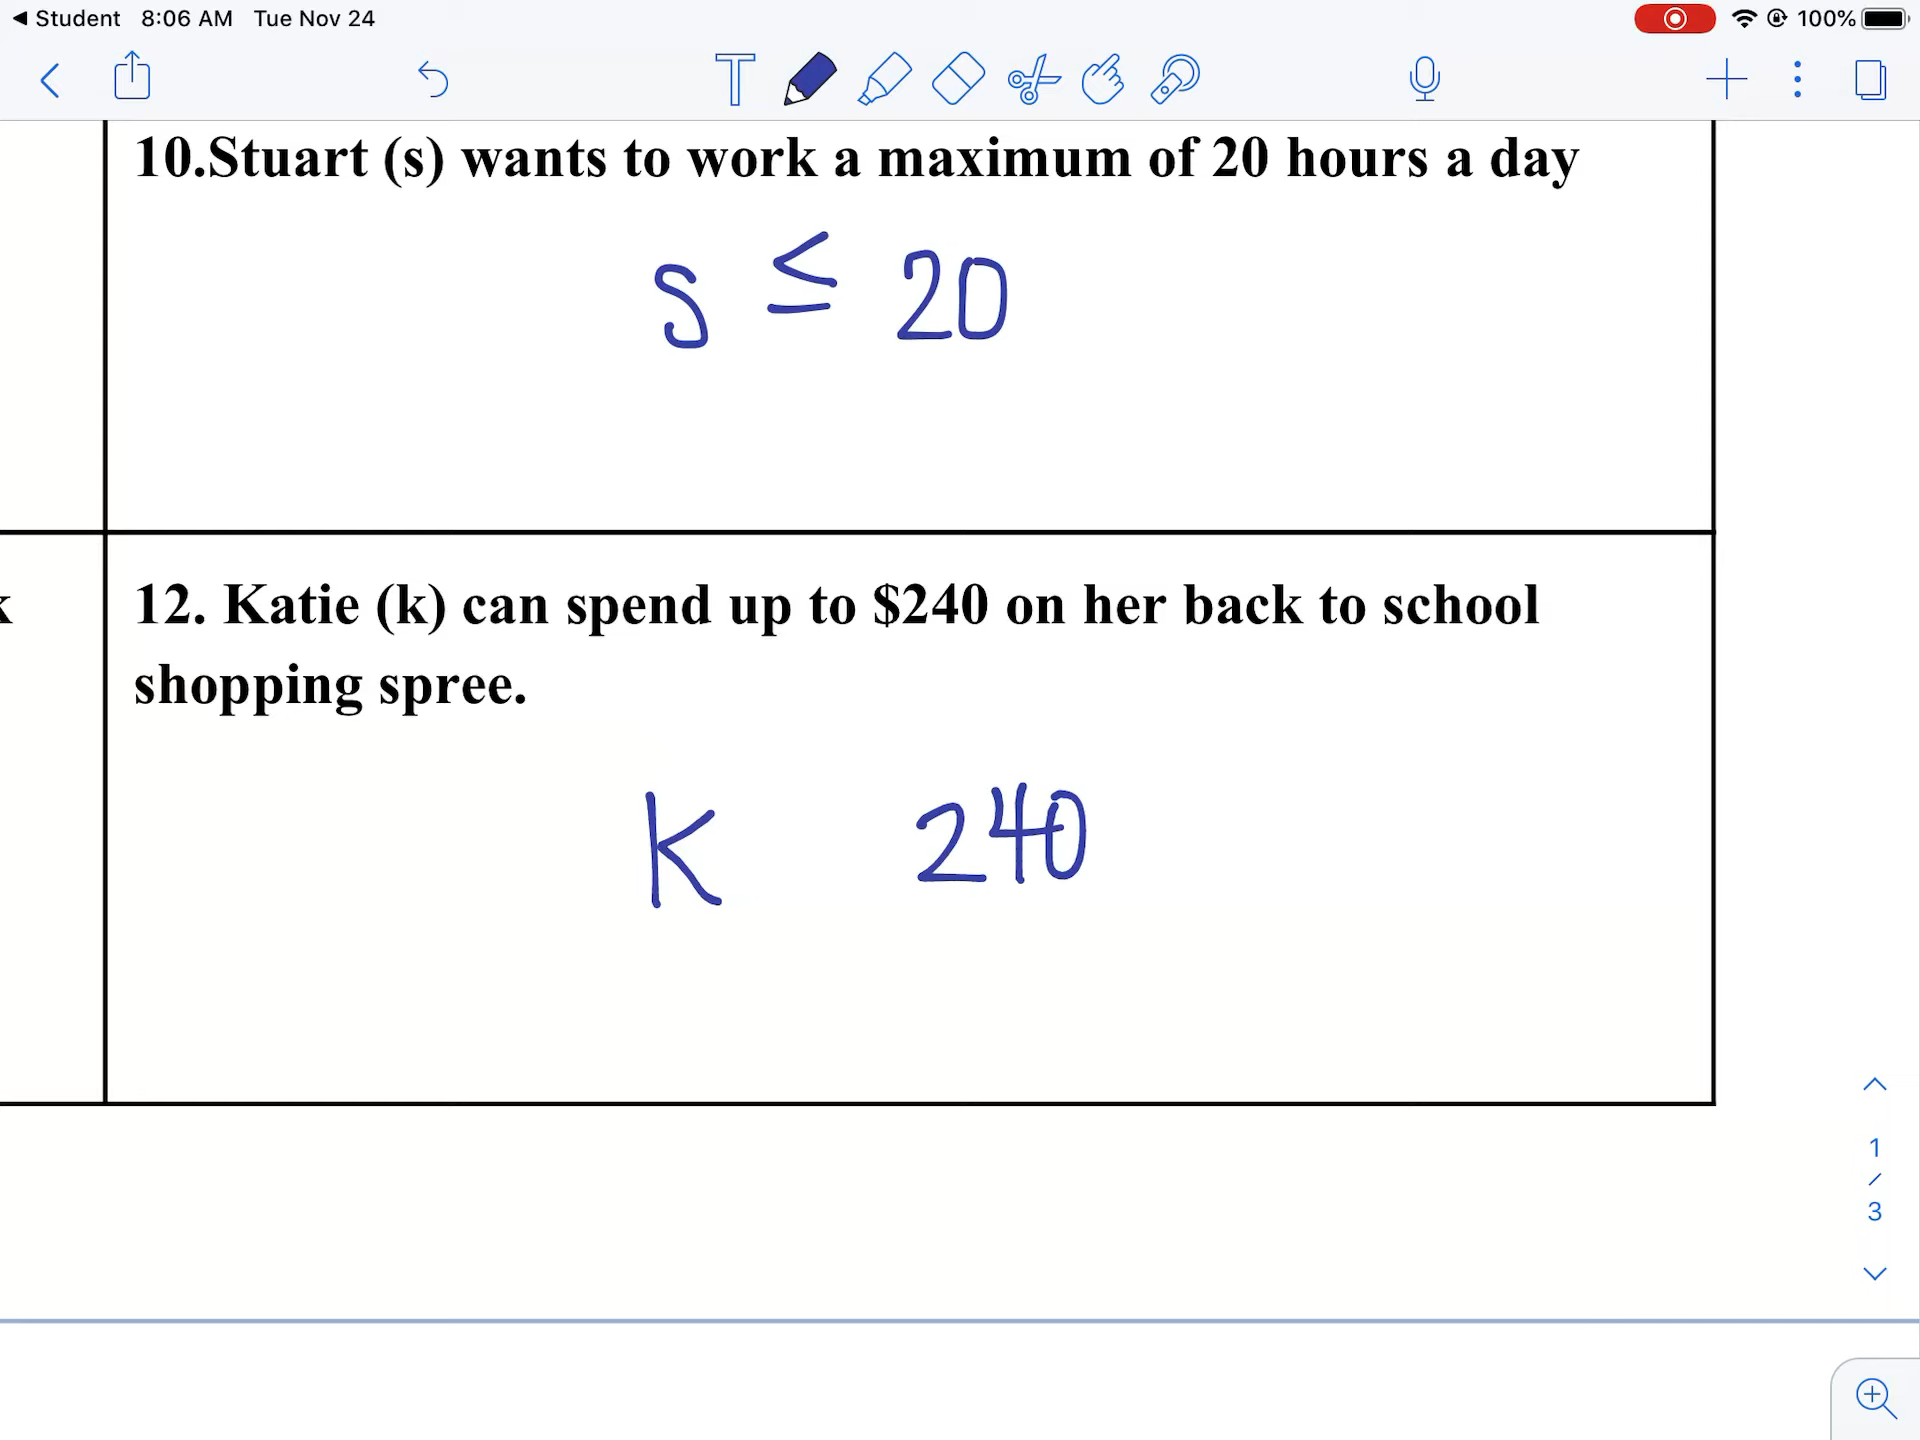 Student 8:06 AM Tue Nov 24 100%
T
10.Stuart (s) wants to work a maximum of 20 hours a day
s ≤ 20
k
12. Katie (k) can spend up to $240 on her back to school
shopping spree.
K 240
1
/
3